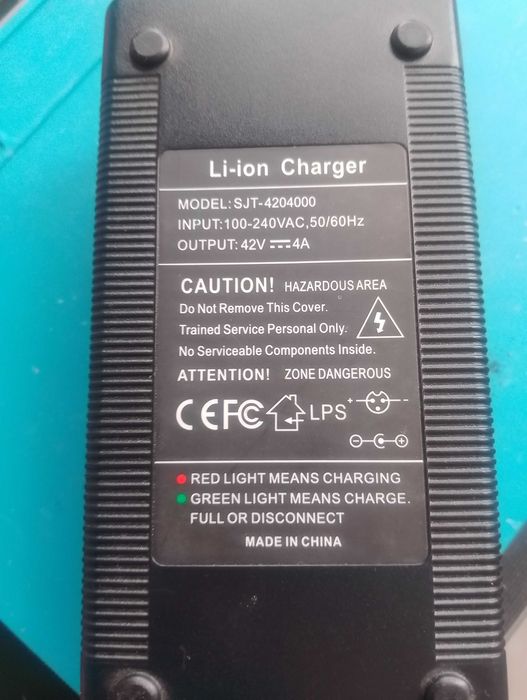 Li-ion Charger
MODEL: SJT-4204000
INPUT:100-240VAC,50/60Hz
OUTPUT: 42V ⎓ 4A
CAUTION! HAZARDOUS AREA
Do Not Remove This Cover.
Trained Service Personal Only.
No Serviceable Components Inside.
ATTENTION! ZONE DANGEROUS
CE FC LPS
RED LIGHT MEANS CHARGING
GREEN LIGHT MEANS CHARGE.
FULL OR DISCONNECT
MADE IN CHINA